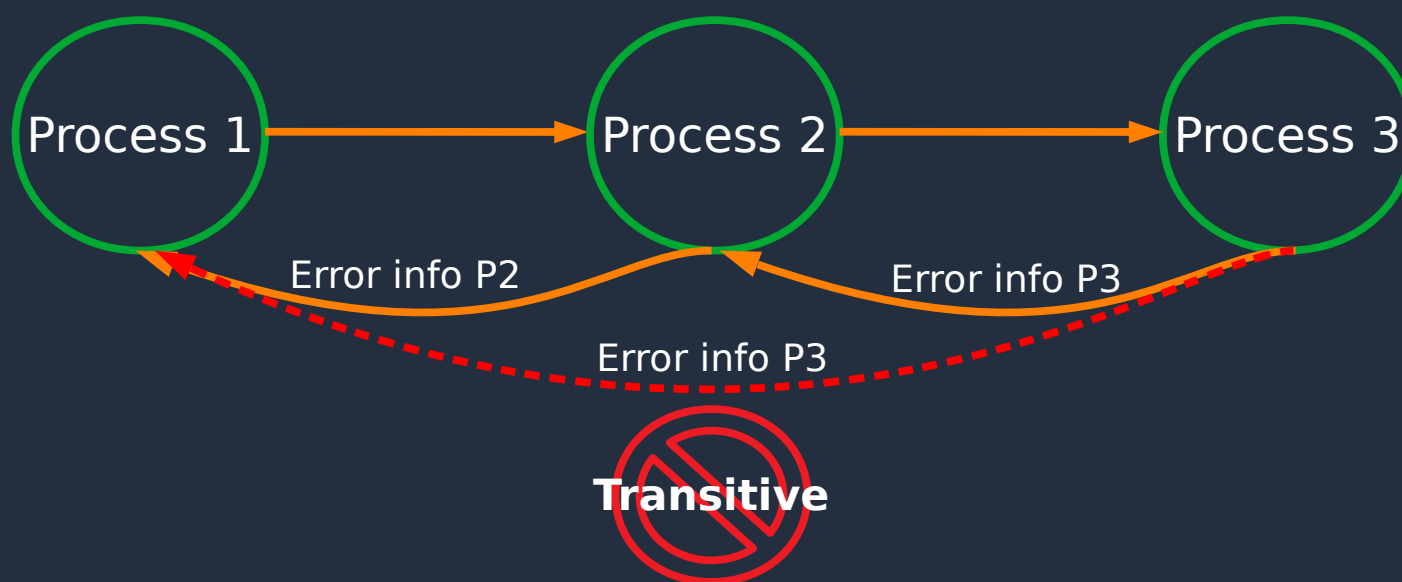 Process 1
Process 2
Process 3
Error info P2
Error info P3
Error info P3
Transitive